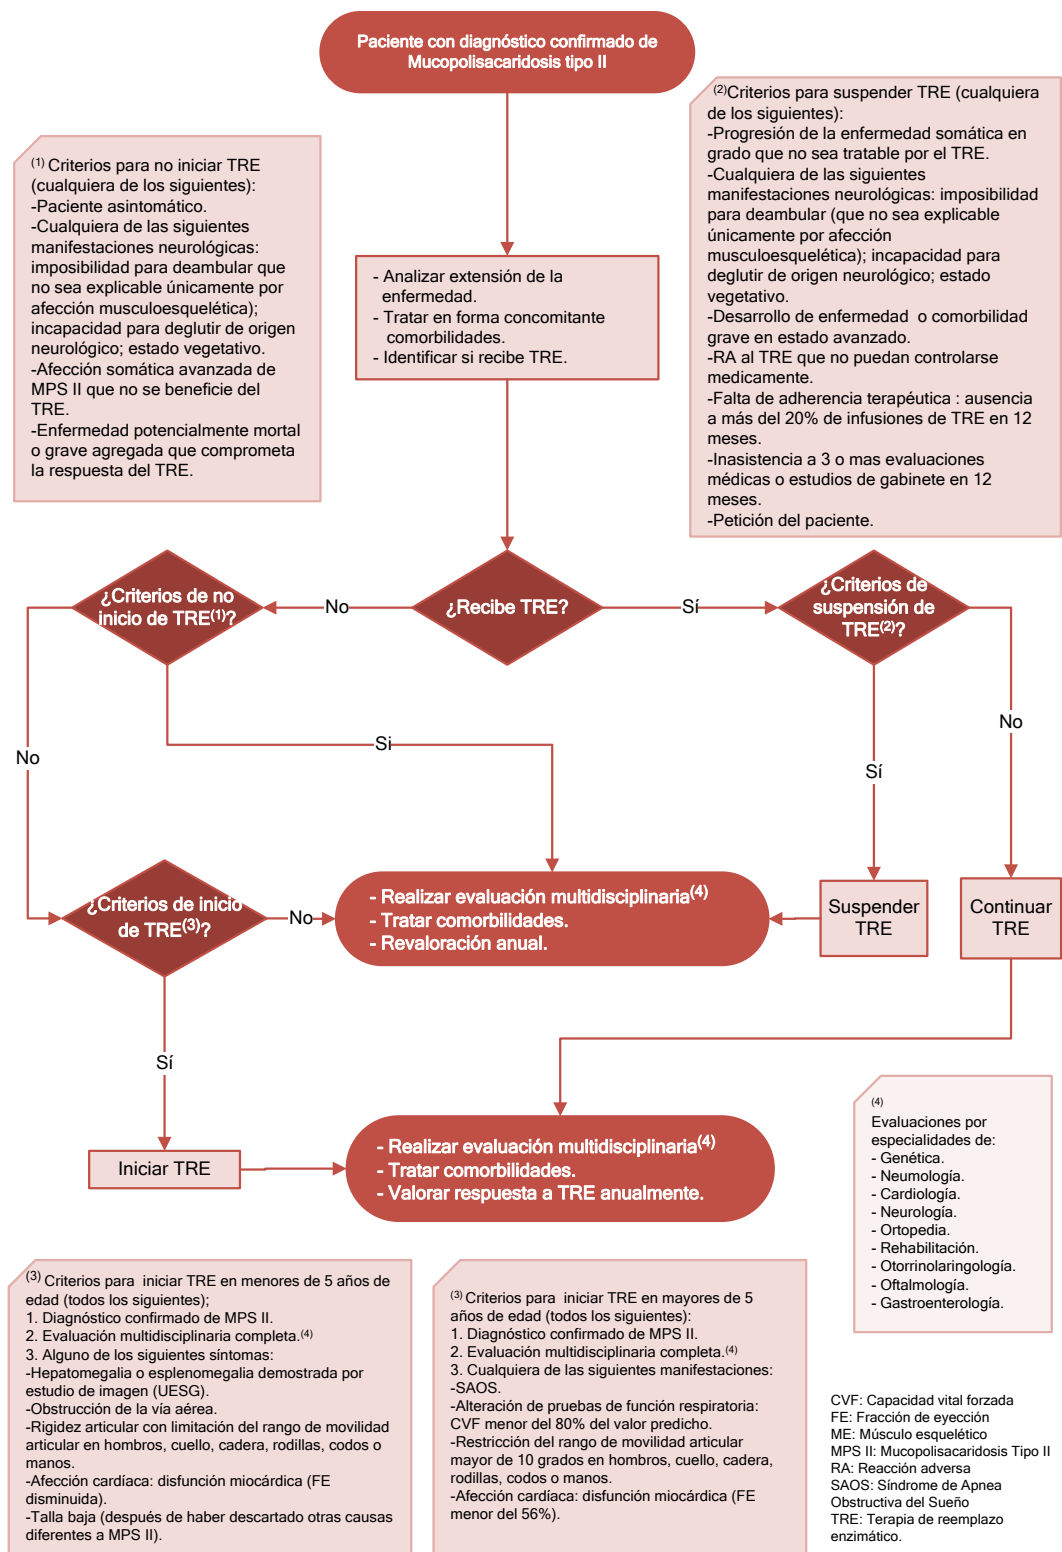 Paciente con diagnóstico confirmado de
Mucopolisacaridosis tipo II
(1) Criterios para no iniciar TRE
(cualquiera de los siguientes):
-Paciente asintomático.
-Cualquiera de las siguientes
manifestaciones neurológicas:
imposibilidad para deambular que
no sea explicable únicamente por
afección musculoesquelética);
incapacidad para deglutir de origen
neurológico; estado vegetativo.
-Afección somática avanzada de
MPS II que no se beneficie del
TRE.
-Enfermedad potencialmente mortal
o grave agregada que comprometa
la respuesta del TRE.
(2)Criterios para suspender TRE (cualquiera
de los siguientes):
-Progresión de la enfermedad somática en
grado que no sea tratable por el TRE.
-Cualquiera de las siguientes
manifestaciones neurológicas: imposibilidad
para deambular (que no sea explicable
únicamente por afección
musculoesquelética); incapacidad para
deglutir de origen neurológico; estado
vegetativo.
-Desarrollo de enfermedad o comorbilidad
grave en estado avanzado.
-RA al TRE que no puedan controlarse
medicamente.
-Falta de adherencia terapéutica : ausencia
a más del 20% de infusiones de TRE en 12
meses.
-Inasistencia a 3 o mas evaluaciones
médicas o estudios de gabinete en 12
meses.
-Petición del paciente.
- Analizar extensión de la
enfermedad.
- Tratar en forma concomitante
comorbilidades.
- Identificar si recibe TRE.
¿Criterios de no
inicio de TRE(1)?
No
¿Recibe TRE?
Sí
¿Criterios de
suspensión de
TRE(2)?
No
Si
Sí
No
¿Criterios de inicio
de TRE(3)?
No
- Realizar evaluación multidisciplinaria(4)
- Tratar comorbilidades.
- Revaloración anual.
Suspender
TRE
Continuar
TRE
Sí
Iniciar TRE
- Realizar evaluación multidisciplinaria(4)
- Tratar comorbilidades.
- Valorar respuesta a TRE anualmente.
(4)
Evaluaciones por
especialidades de:
- Genética.
- Neumología.
- Cardiología.
- Neurología.
- Ortopedia.
- Rehabilitación.
- Otorrinolaringología.
- Oftalmología.
- Gastroenterología.
(3) Criterios para iniciar TRE en menores de 5 años de
edad (todos los siguientes);
1. Diagnóstico confirmado de MPS II.
2. Evaluación multidisciplinaria completa.(4)
3. Alguno de los siguientes síntomas:
-Hepatomegalia o esplenomegalia demostrada por
estudio de imagen (UESG).
-Obstrucción de la vía aérea.
-Rigidez articular con limitación del rango de movilidad
articular en hombros, cuello, cadera, rodillas, codos o
manos.
-Afección cardíaca: disfunción miocárdica (FE
disminuida).
-Talla baja (después de haber descartado otras causas
diferentes a MPS II).
(3) Criterios para iniciar TRE en mayores de 5
años de edad (todos los siguientes):
1. Diagnóstico confirmado de MPS II.
2. Evaluación multidisciplinaria completa.(4)
3. Cualquiera de las siguientes manifestaciones:
-SAOS.
-Alteración de pruebas de función respiratoria:
CVF menor del 80% del valor predicho.
-Restricción del rango de movilidad articular
mayor de 10 grados en hombros, cuello, cadera,
rodillas, codos o manos.
-Afección cardíaca: disfunción miocárdica (FE
menor del 56%).
CVF: Capacidad vital forzada
FE: Fracción de eyección
ME: Músculo esquelético
MPS II: Mucopolisacaridosis Tipo II
RA: Reacción adversa
SAOS: Síndrome de Apnea
Obstructiva del Sueño
TRE: Terapia de reemplazo
enzimático.